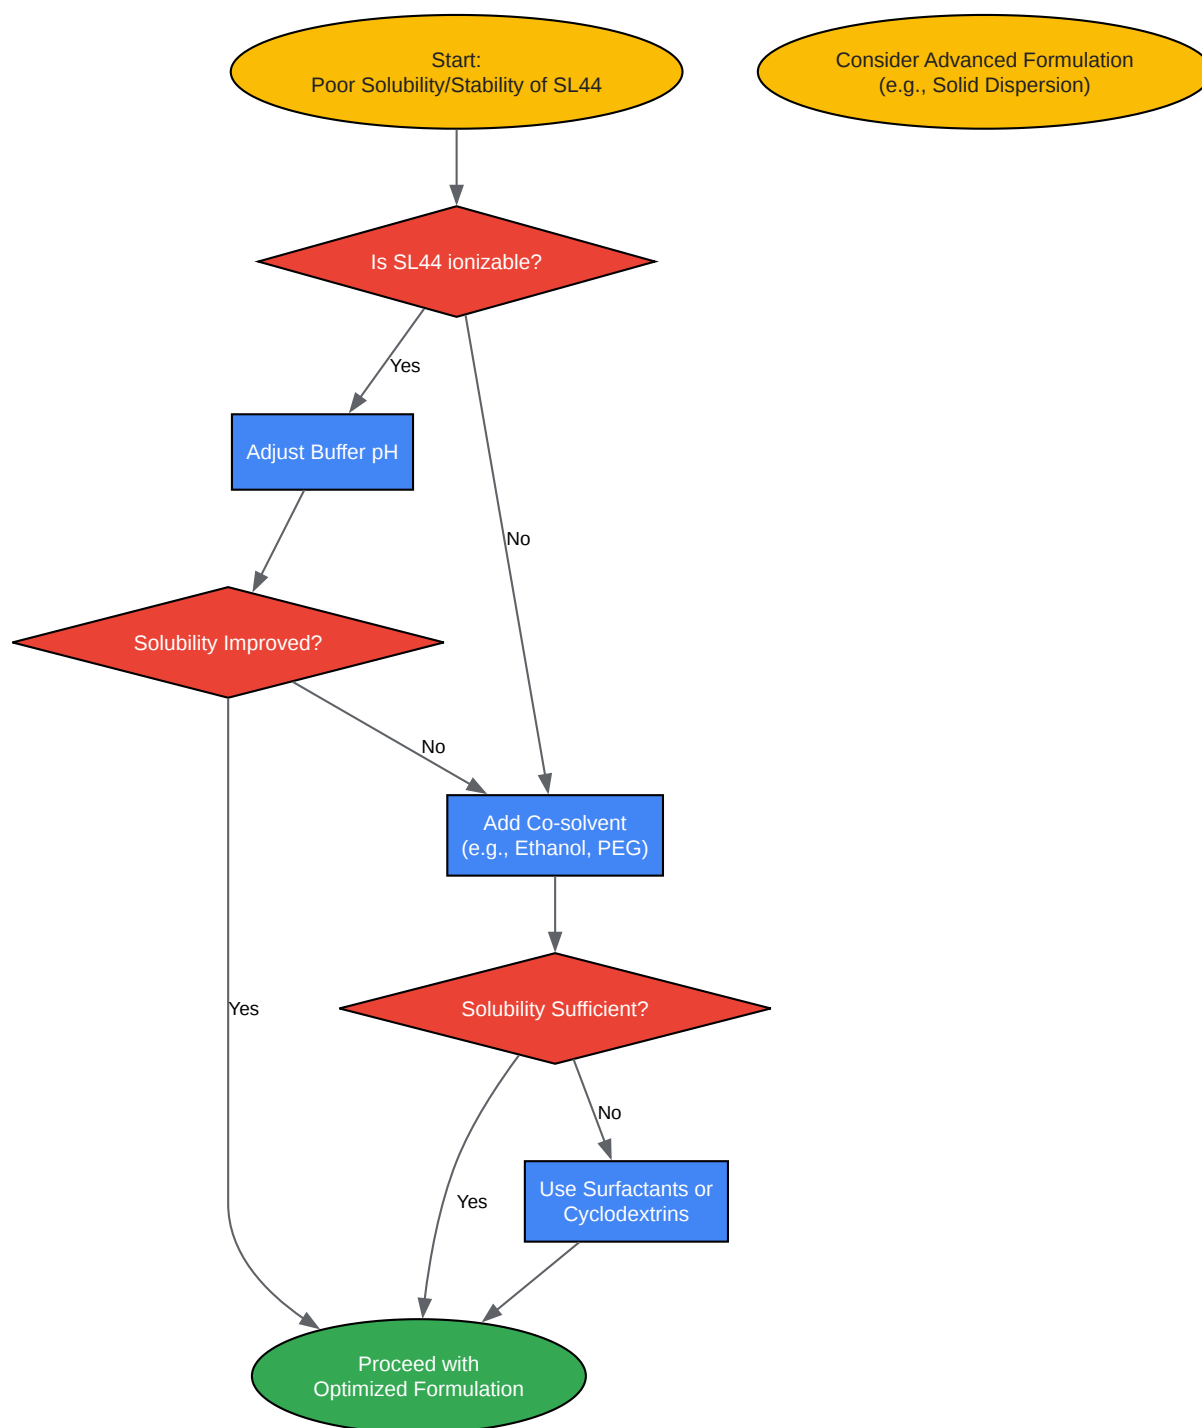 Start:
Poor Solubility/Stability of SL44
Consider Advanced Formulation
(e.g., Solid Dispersion)
Is SL44 ionizable?
Yes
Adjust Buffer pH
No
Solubility Improved?
No
Add Co-solvent
(e.g., Ethanol, PEG)
Yes
Solubility Sufficient?
No
Use Surfactants or
Cyclodextrins
Yes
Proceed with
Optimized Formulation